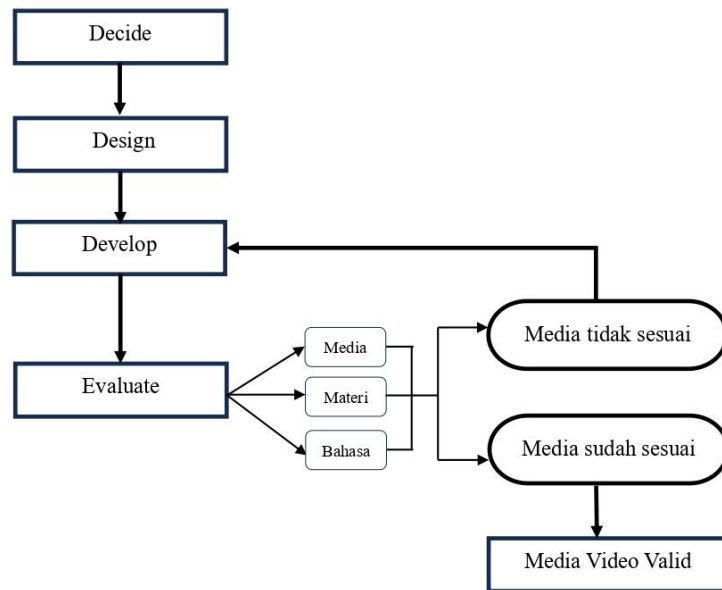 Decide
Design
Develop
Evaluate
Media
Materi
Bahasa
Media tidak sesuai
Media sudah sesuai
Media Video Valid